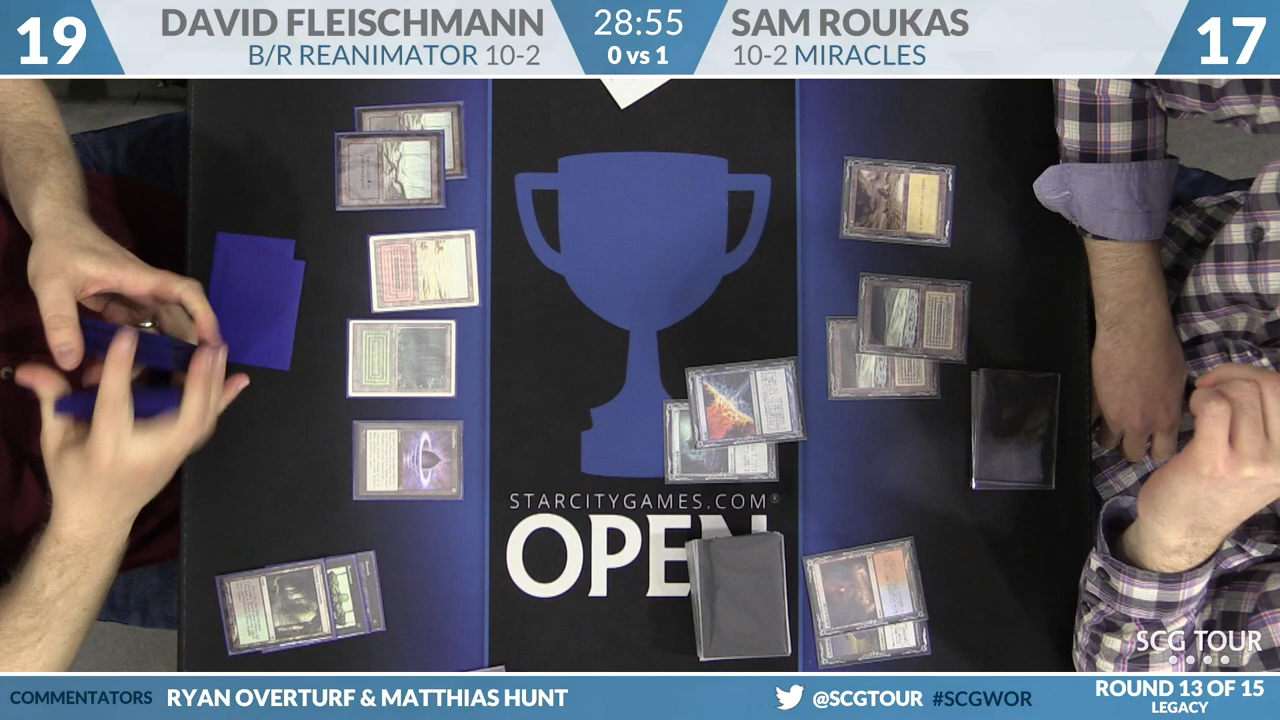 19
DAVID FLEISCHMANN
B/R REANIMATOR 10-2
28:55
0 vs 1
SAM ROUKAS
10-2 MIRACLES
17
STARCITYGAMES.COM®
OPEN
SCG TOUR
COMMENTATORS RYAN OVERTURF & MATTHIAS HUNT
@SCGTOUR #SCGWOR
ROUND 13 OF 15
LEGACY